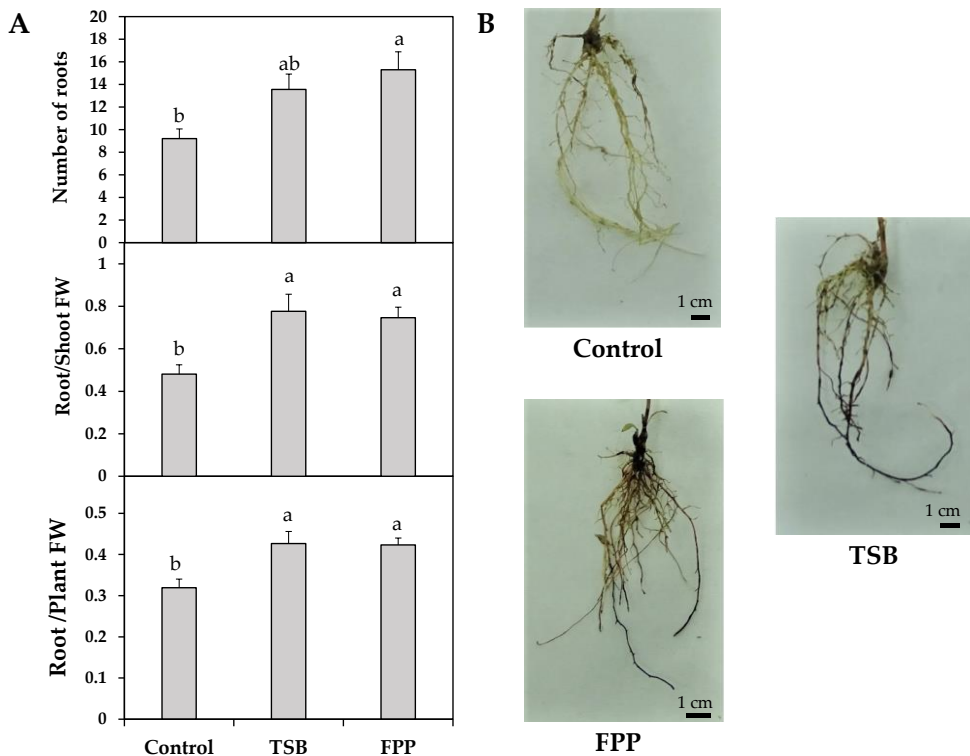 A
Number of roots
20
18
16
14
12
10
8
6
4
2
0
b
ab
a
Root/Shoot FW
1
0.8
0.6
0.4
0.2
0
b
a
a
Root /Plant FW
0.5
0.4
0.3
0.2
0.1
0
b
a
a
Control TSB FPP
B
1 cm
Control
1 cm
TSB
1 cm
FPP